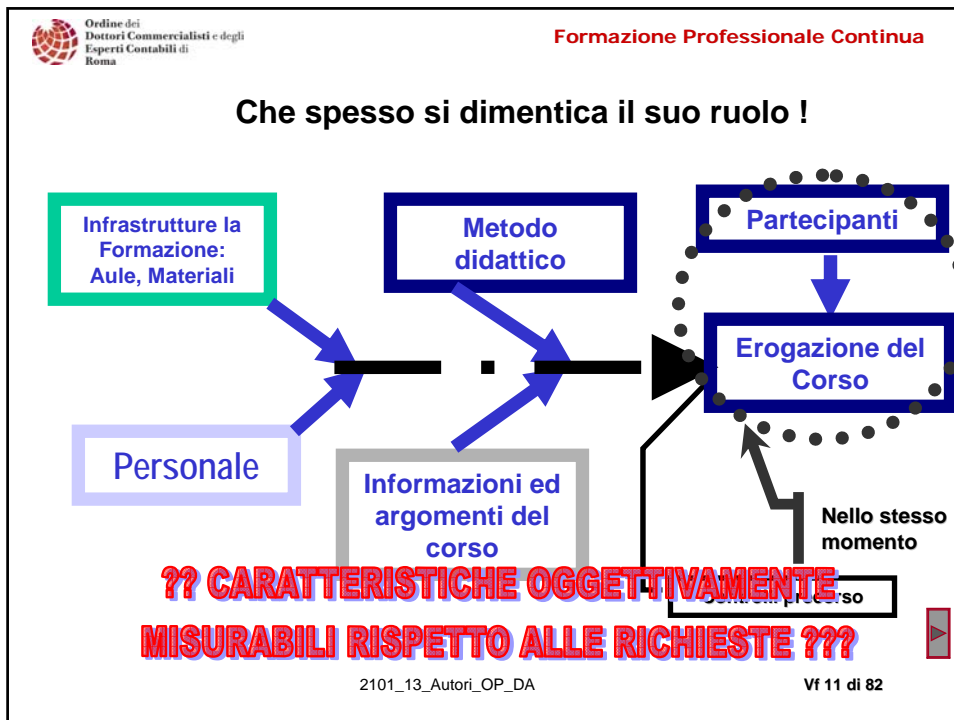 Ordine dei
Dottori Commercialisti e degli
Esperti Contabili di
Roma
Formazione Professionale Continua
Che spesso si dimentica il suo ruolo !
Infrastrutture la
Formazione:
Aule, Materiali
Metodo
didattico
Partecipanti
Erogazione del
Corso
Personale
Informazioni ed
argomenti del
corso
Nello stesso
momento
?? CARATTERISTICHE OGGETTIVAMENTE
MISURABILI RISPETTO ALLE RICHIESTE ???
2101_13_Autori_OP_DA
Vf 11 di 82